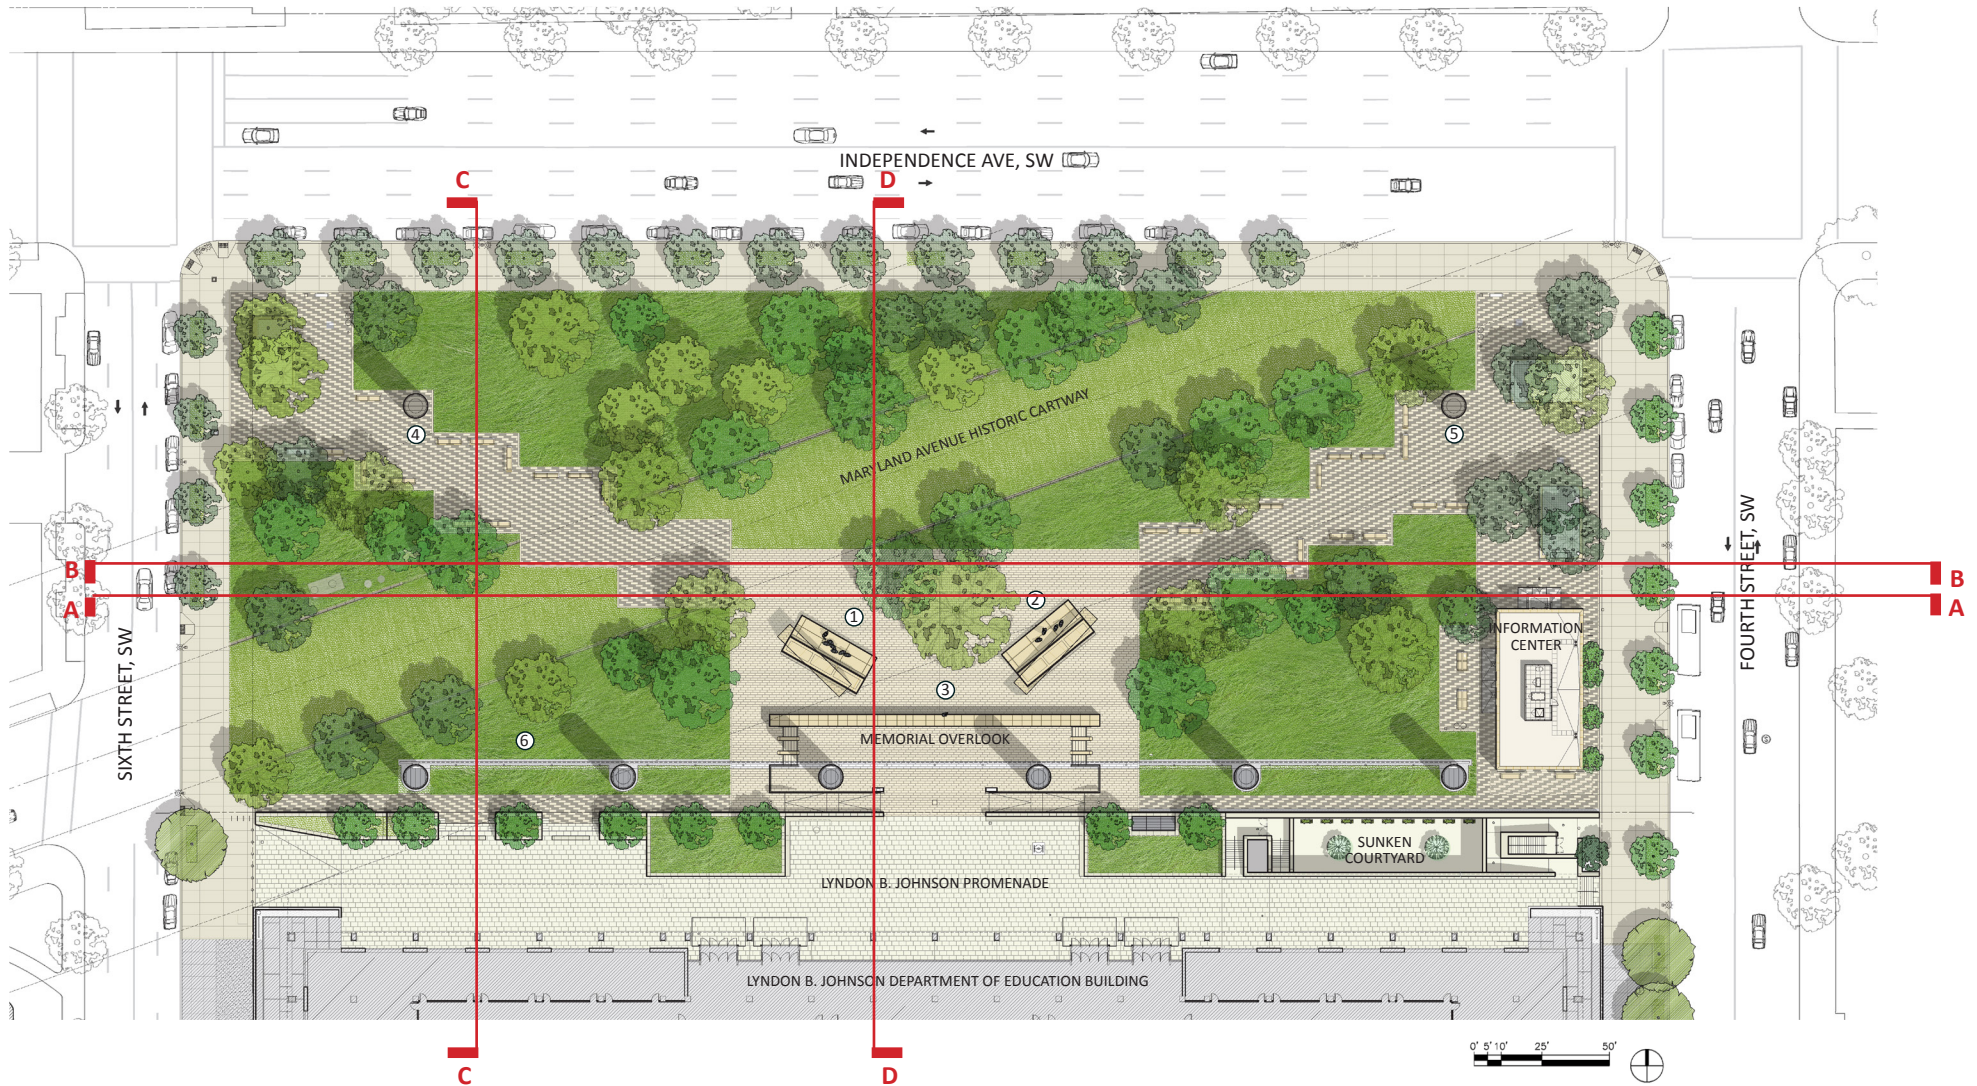 INDEPENDENCE AVE, SW
C
D
MARYLAND AVENUE HISTORIC CARTWAY
4
5
B
B
A
A
1
2
3
6
SIXTH STREET, SW
FOURTH STREET, SW
INFORMATION
CENTER
MEMORIAL OVERLOOK
SUNKEN
COURTYARD
LYNDON B. JOHNSON PROMENADE
LYNDON B. JOHNSON DEPARTMENT OF EDUCATION BUILDING
C
D
0' 5' 10' 25' 50'